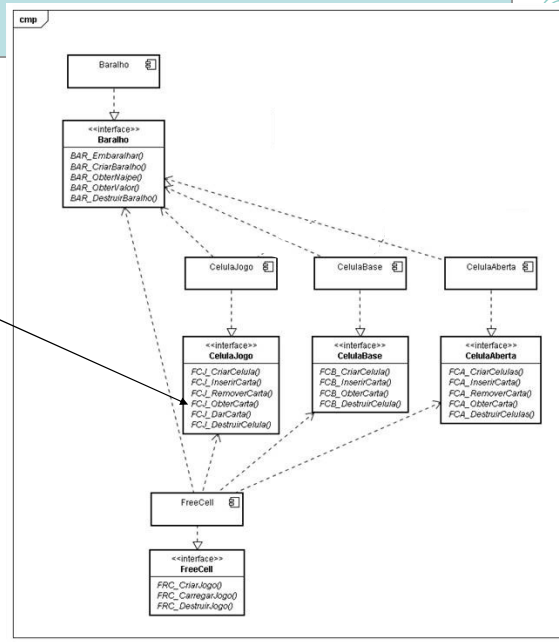 cmp
Baralho
<<interface>>
Baralho
BAR_Embaralhar()
BAR_CriarBaralho()
BAR_ObterNaipe()
BAR_ObterValor()
BAR_DestruirBaralho()
CelulaJogo
CelulaBase
CelulaAberta
<<interface>>
CelulaJogo
FCJ_CriarCelula()
FCJ_InserirCarta()
FCJ_RemoverCarta()
FCJ_ObterCarta()
FCJ_DarCarta()
FCJ_DestruirCelula()
<<interface>>
CelulaBase
FCB_CriarCelula()
FCB_InserirCarta()
FCB_ObterCarta()
FCB_DestruirCelula()
<<interface>>
CelulaAberta
FCA_CriarCelulas()
FCA_InserirCarta()
FCA_RemoverCarta()
FCA_ObterCarta()
FCA_DestruirCelulas()
FreeCell
<<interface>>
FreeCell
FRC_CriarJogo()
FRC_CarregarJogo()
FRC_DestruirJogo()